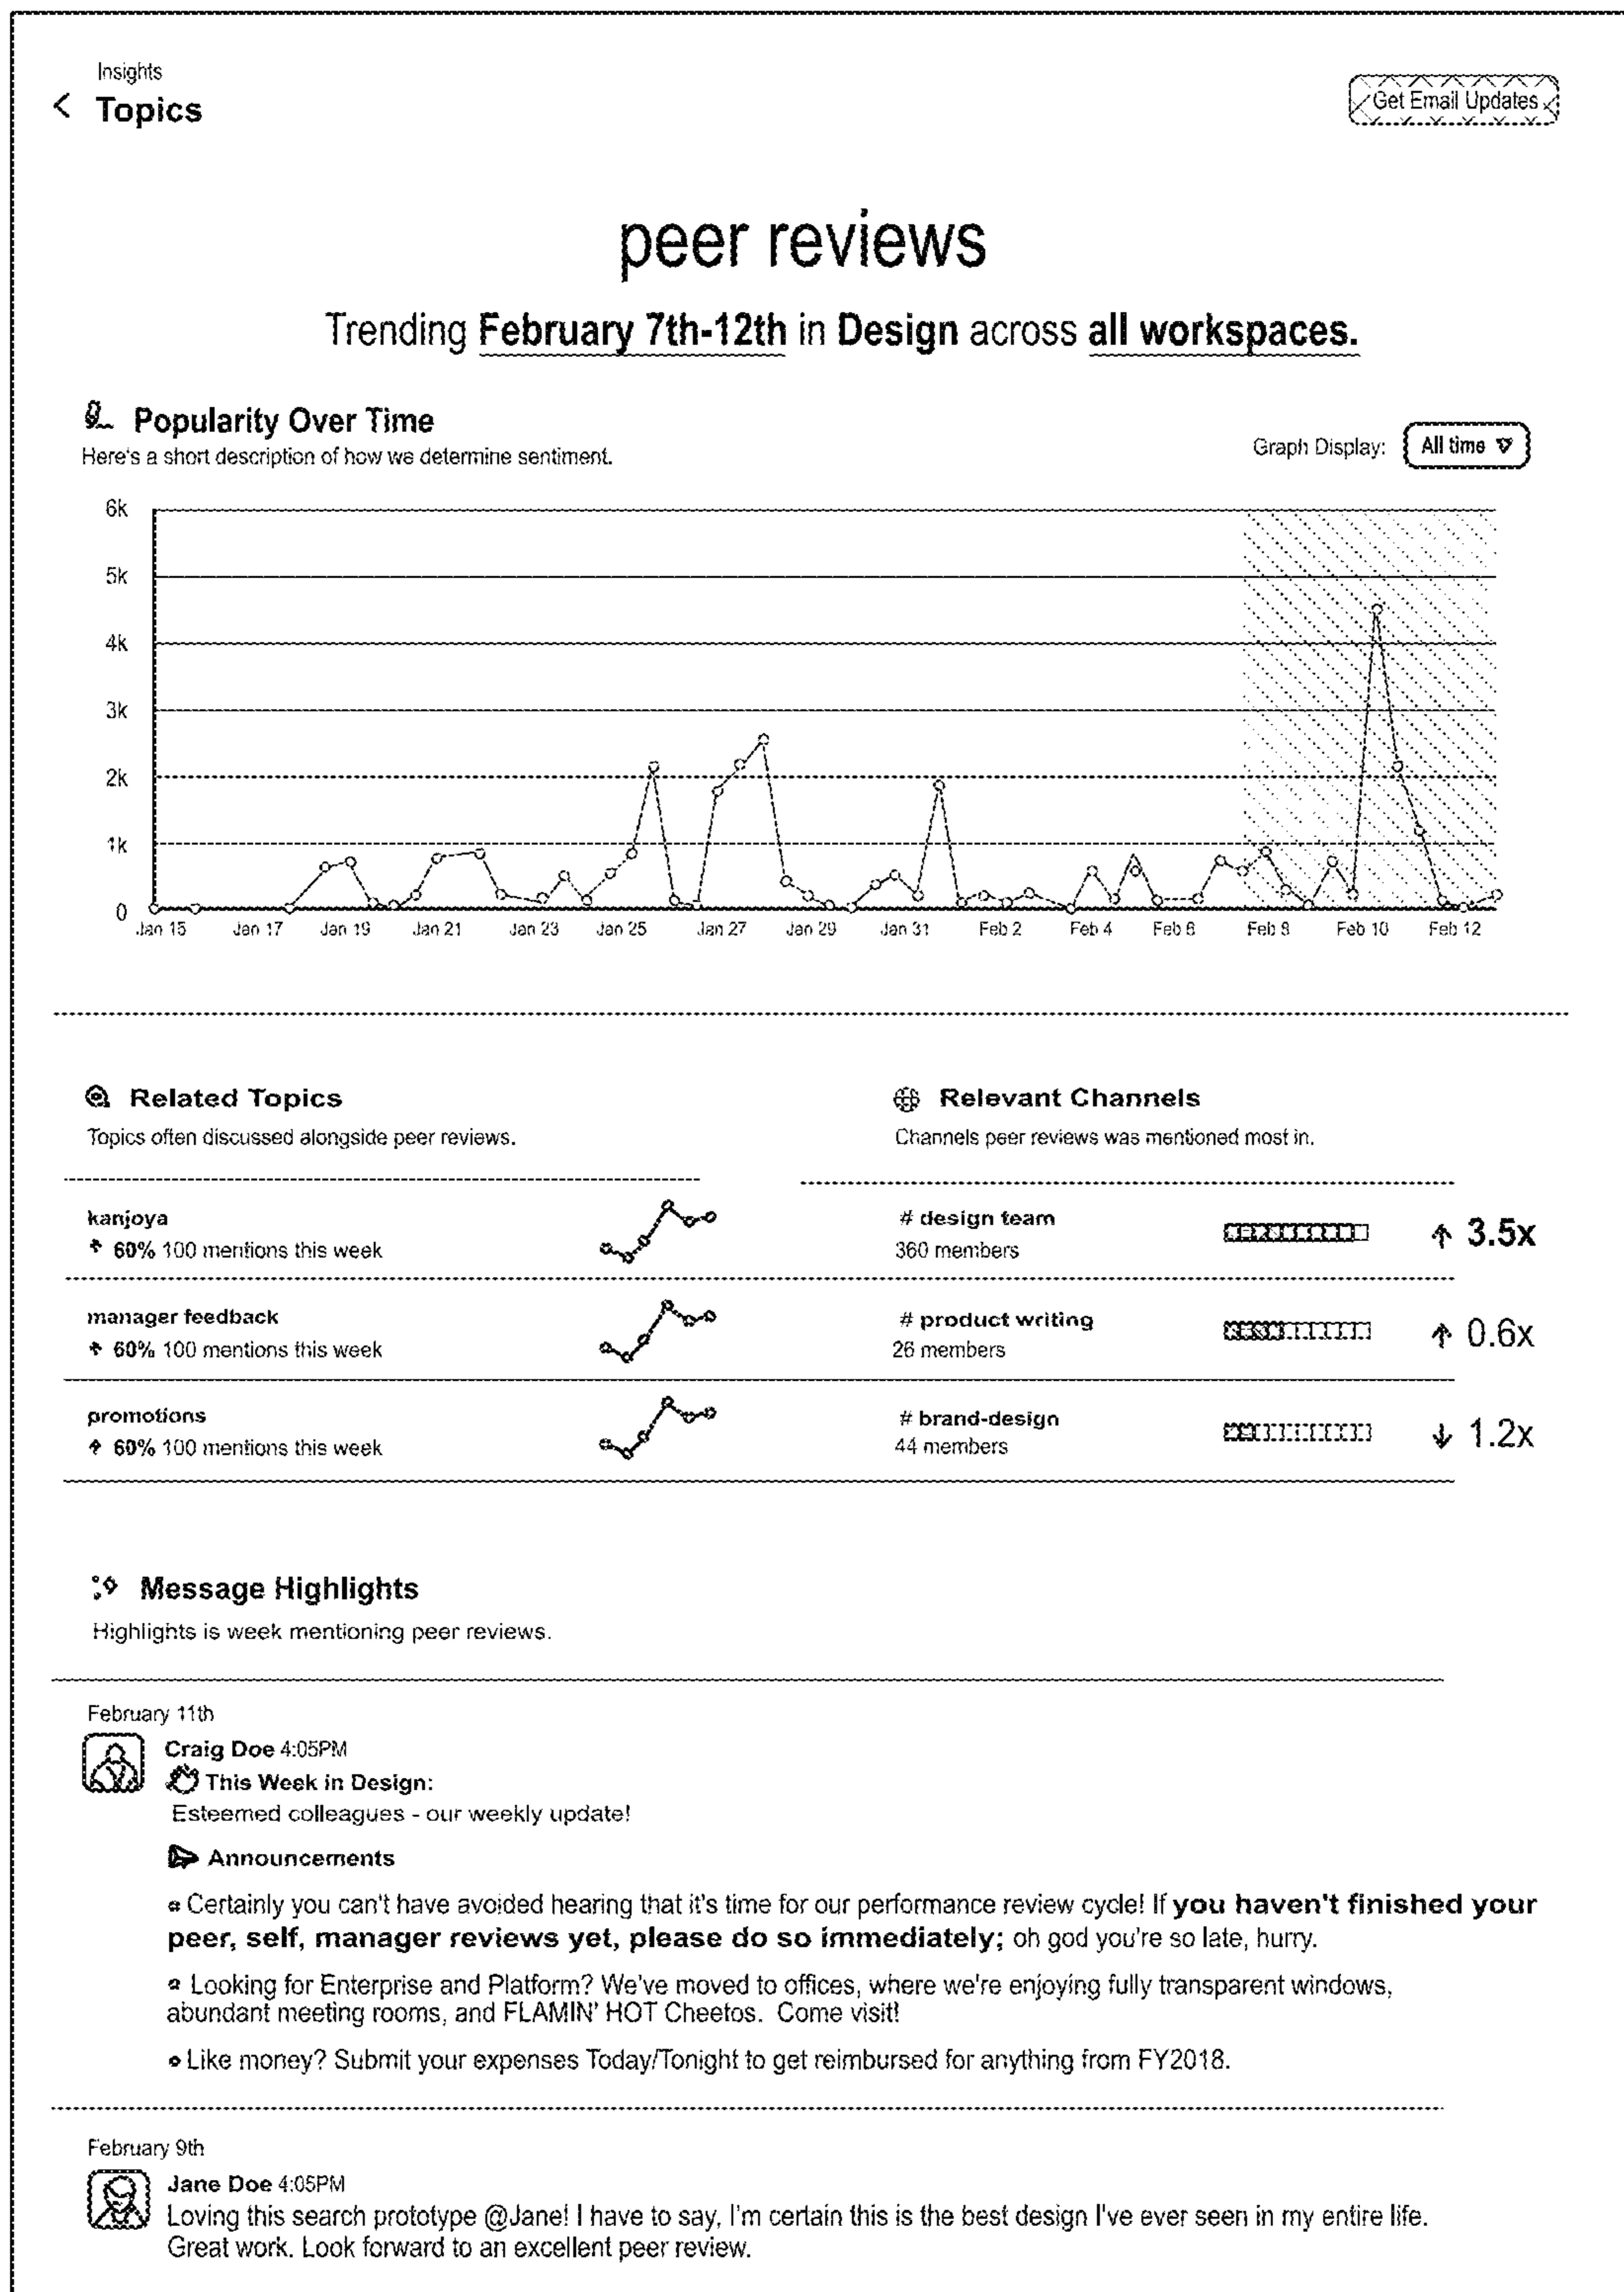 Insights
< Topics
Get Email Updates
peer reviews
Trending February 7th-12th in Design across all workspaces.
Popularity Over Time
Here's a short description of how we determine sentiment.
Graph Display: All time
6k
5k
4k
3k
2k
1k
0
Jan 15 Jan 17 Jan 19 Jan 21 Jan 23 Jan 25 Jan 27 Jan 29 Jan 31 Feb 2 Feb 4 Feb 6 Feb 8 Feb 10 Feb 12
Related Topics
Topics often discussed alongside peer reviews.
kanjoya
60% 100 mentions this week
manager feedback
60% 100 mentions this week
promotions
60% 100 mentions this week
Relevant Channels
Channels peer reviews was mentioned most in.
# design team
360 members
3.5x
# product writing
26 members
0.6x
# brand-design
44 members
1.2x
Message Highlights
Highlights is week mentioning peer reviews.
February 11th
Craig Doe 4:05PM
This Week in Design:
Esteemed colleagues - our weekly update!
Announcements
Certainly you can't have avoided hearing that it's time for our performance review cycle! If you haven't finished your
peer, self, manager reviews yet, please do so immediately; oh god you're so late, hurry.
Looking for Enterprise and Platform? We've moved to offices, where we're enjoying fully transparent windows,
abundant meeting rooms, and FLAMIN' HOT Cheetos. Come visit!
Like money? Submit your expenses Today/Tonight to get reimbursed for anything from FY2018.
February 9th
Jane Doe 4:05PM
Loving this search prototype @Jane! I have to say, I'm certain this is the best design I've ever seen in my entire life.
Great work. Look forward to an excellent peer review.